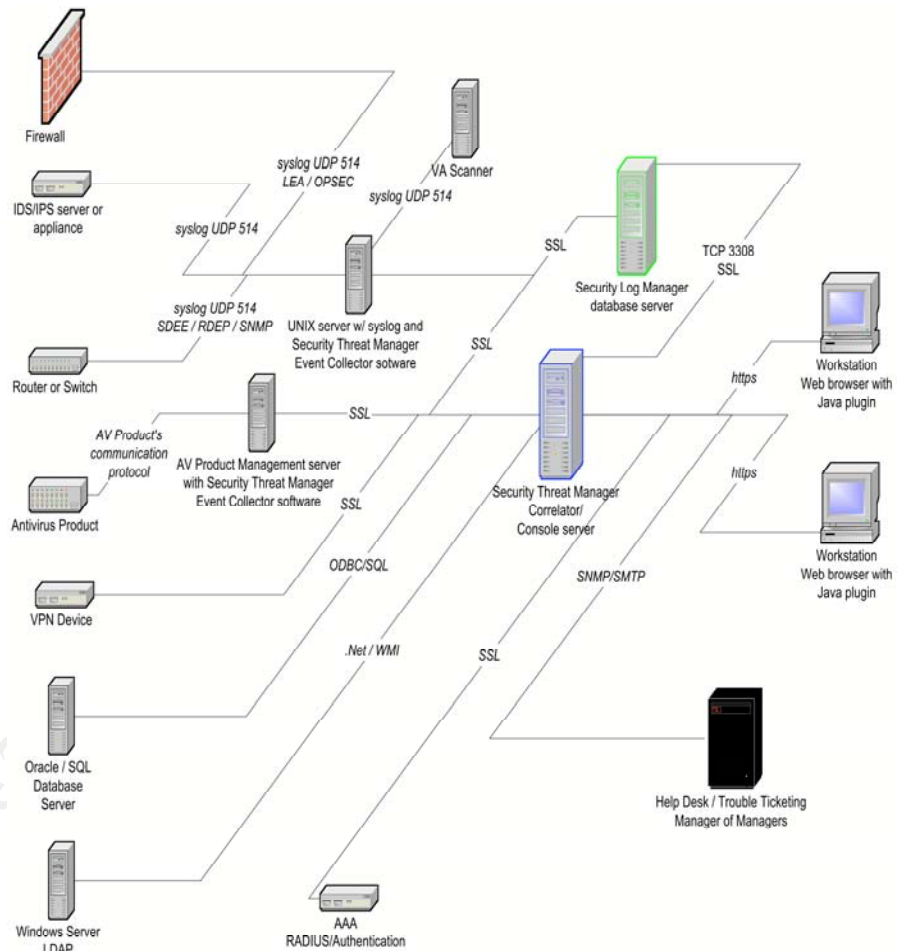 Firewall
syslog UDP 514
LEA / OPSEC
VA Scanner
IDS/IPS server or
appliance
syslog UDP 514
syslog UDP 514
SSL
TCP 3308
SSL
Security Log Manager
database server
syslog UDP 514
SDEE / RDEP / SNMP
UNIX server w/ syslog and
Security Threat Manager
Event Collector sotware
SSL
Router or Switch
https
Workstation
Web browser with
Java plugin
AV Product's
communication
protocol
SSL
AV Product Management server
with Security Threat Manager
Event Collector software
Security Threat Manager
Correlator/
Console server
https
Antivirus Product
SSL
Workstation
Web browser with
Java plugin
ODBC/SQL
SNMP/SMTP
VPN Device
.Net / WMI
SSL
Oracle / SQL
Database
Server
Help Desk / Trouble Ticketing
Manager of Managers
Windows Server
LDAP
AAA
RADIUS/Authentication